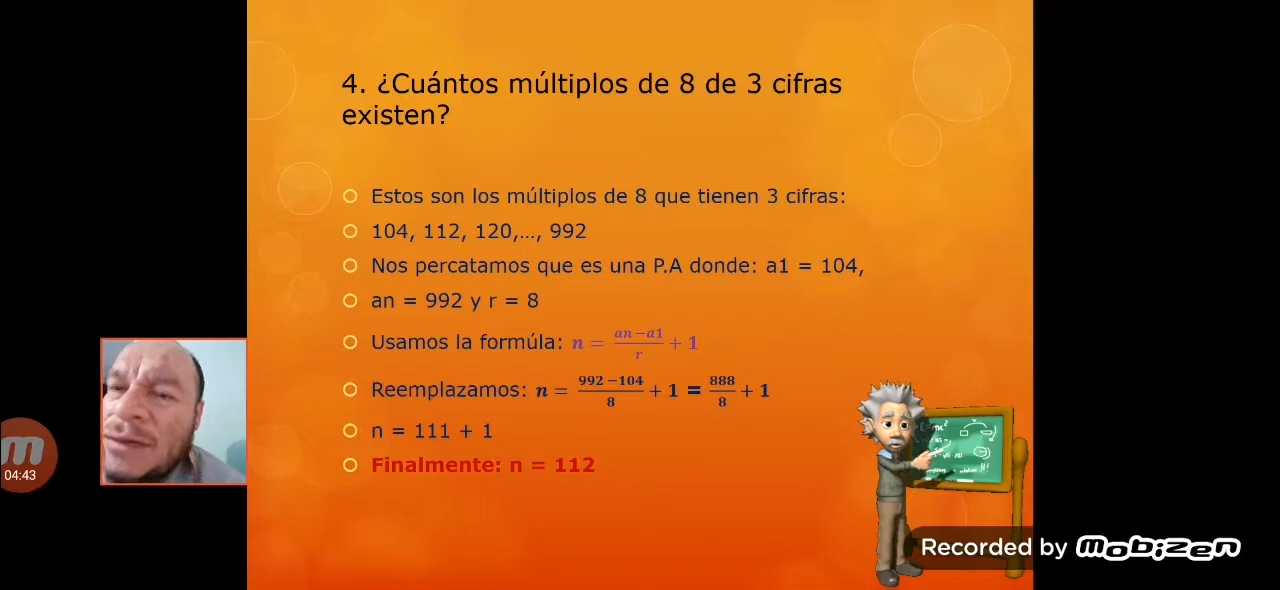 4. ¿Cuántos múltiplos de 8 de 3 cifras
existen?
Estos son los múltiplos de 8 que tienen 3 cifras:
104, 112, 120,…, 992
Nos percatamos que es una P.A donde: a1 = 104,
an = 992 y r = 8
Usamos la formúla: n = (an −a1)/r + 1
Reemplazamos: n = (992 −104)/8 + 1 = 888/8 + 1
n = 111 + 1
Finalmente: n = 112
m
04:43
Recorded by mobizen